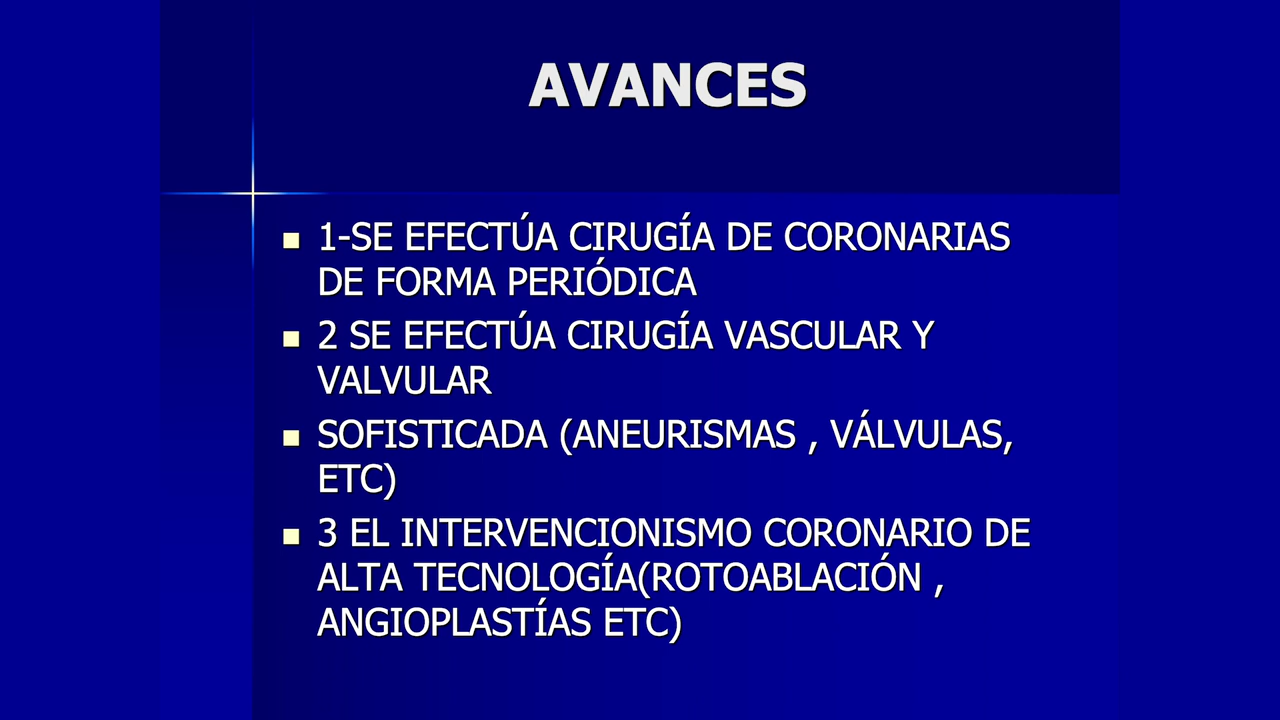 AVANCES
1-SE EFECTÚA CIRUGÍA DE CORONARIAS
DE FORMA PERIÓDICA
2 SE EFECTÚA CIRUGÍA VASCULAR Y
VALVULAR
SOFISTICADA (ANEURISMAS , VÁLVULAS,
ETC)
3 EL INTERVENCIONISMO CORONARIO DE
ALTA TECNOLOGÍA(ROTOABLACIÓN ,
ANGIOPLASTÍAS ETC)